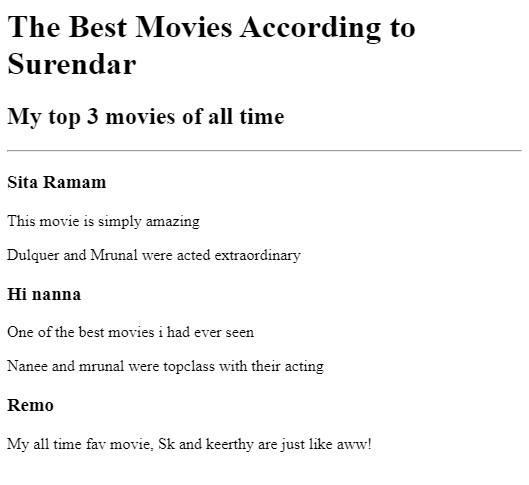 The Best Movies According to
Surendar
My top 3 movies of all time
Sita Ramam
This movie is simply amazing
Dulquer and Mrunal were acted extraordinary
Hi nanna
One of the best movies i had ever seen
Nanee and mrunal were topclass with their acting
Remo
My all time fav movie, Sk and keerthy are just like aww!